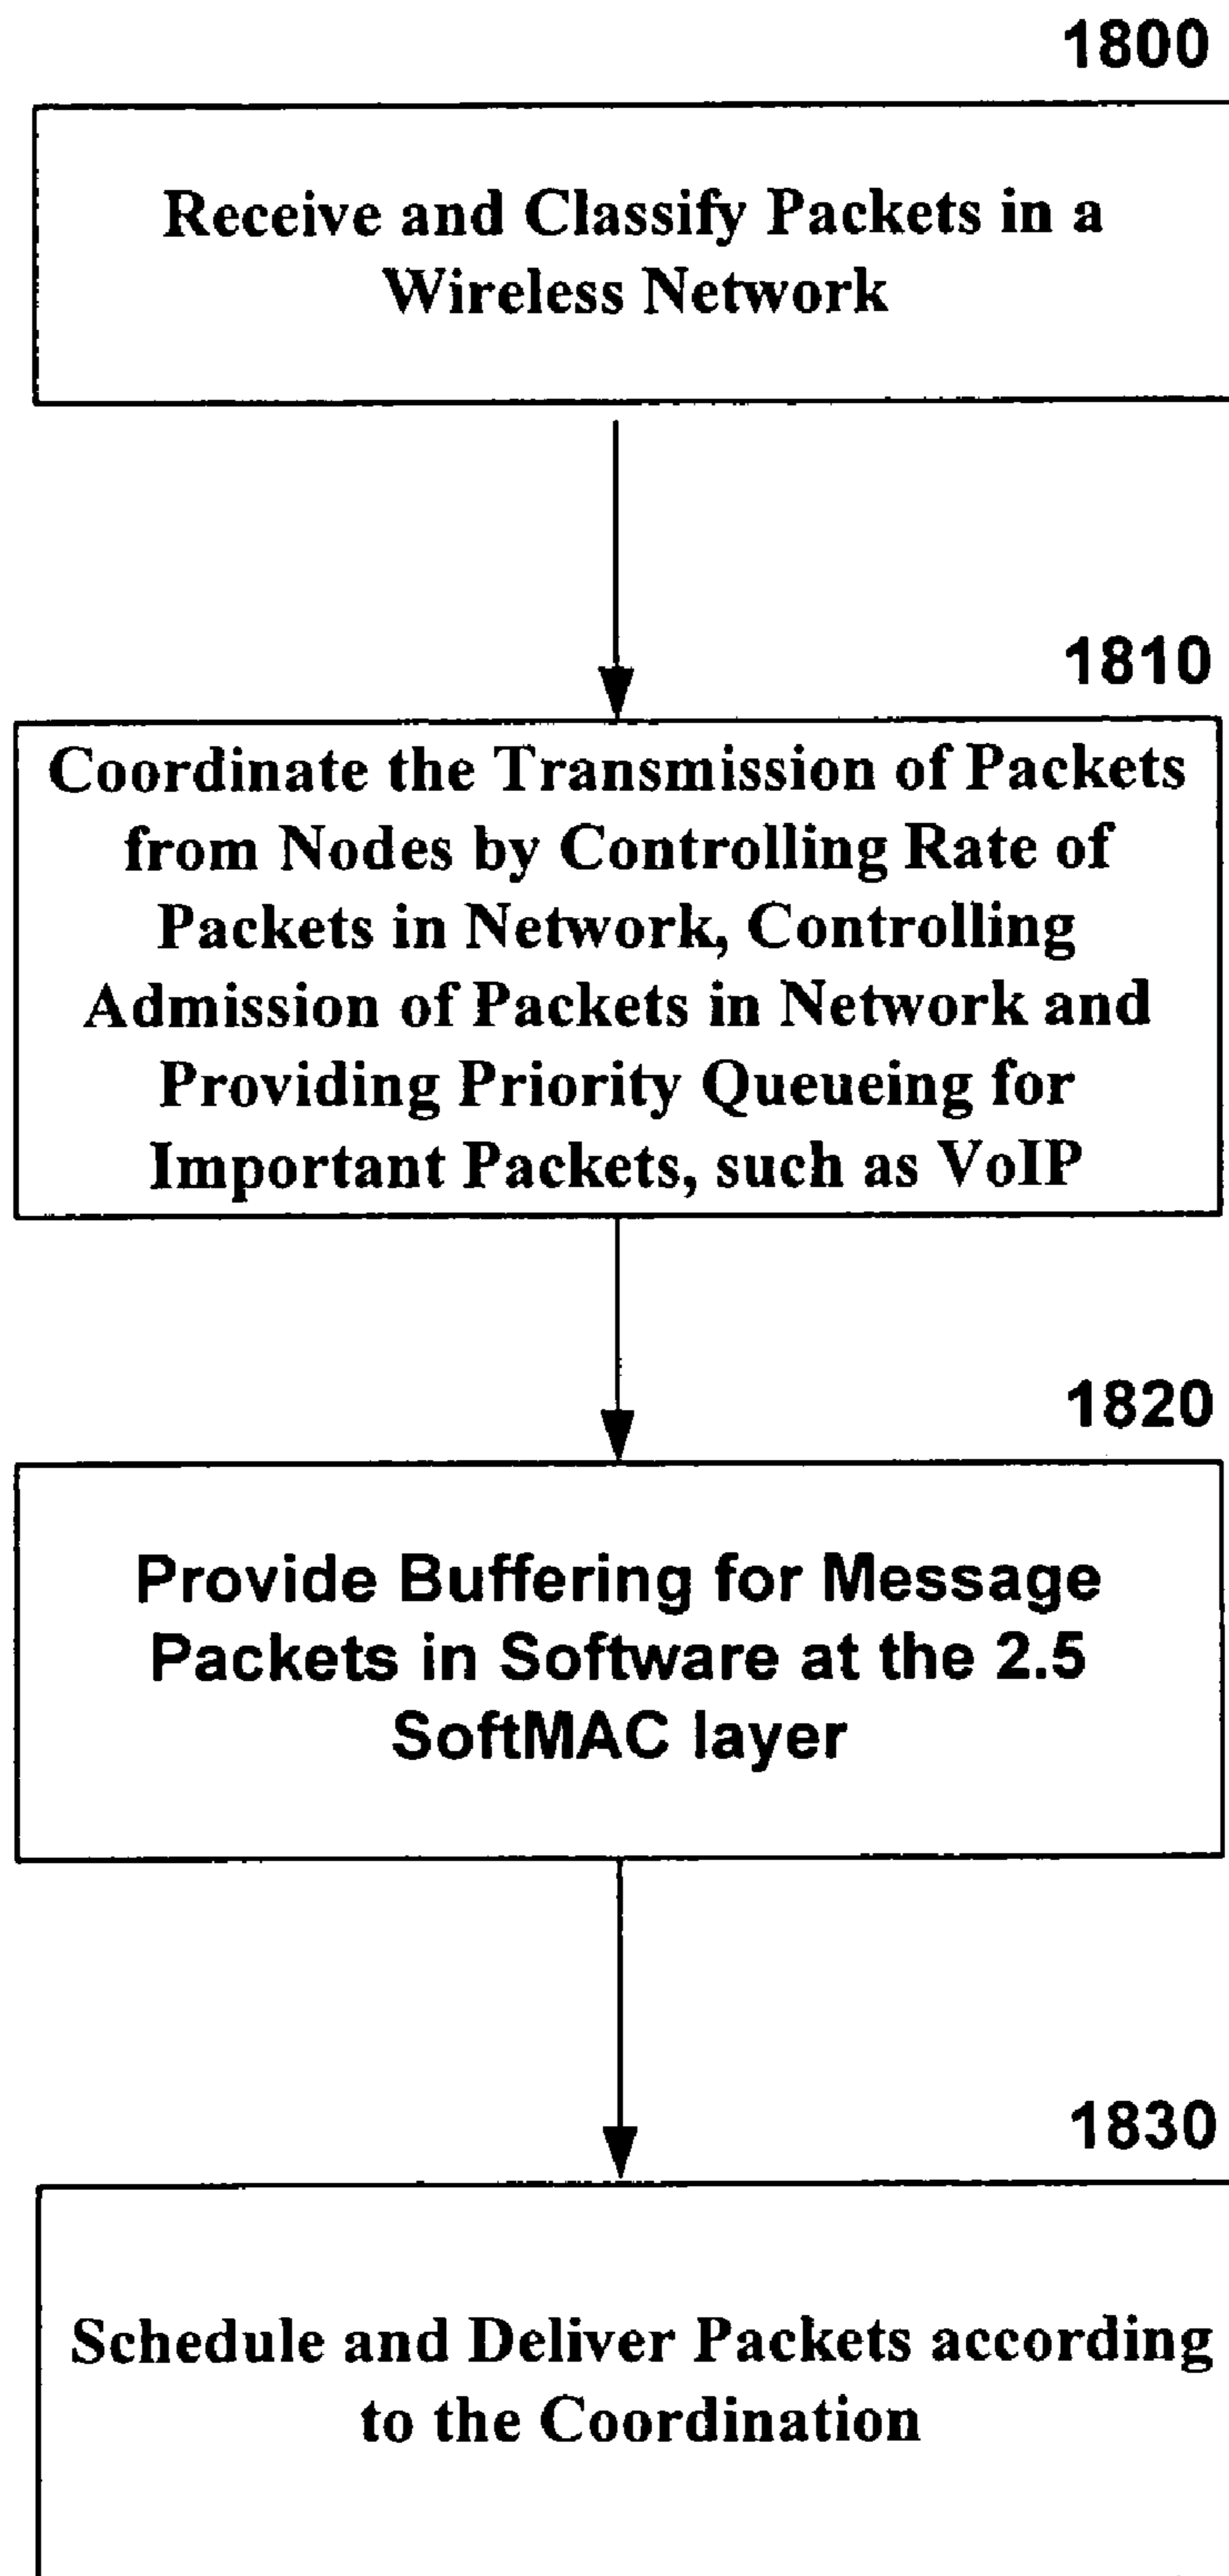 1800
Receive and Classify Packets in a
Wireless Network
1810
Coordinate the Transmission of Packets
from Nodes by Controlling Rate of
Packets in Network, Controlling
Admission of Packets in Network and
Providing Priority Queueing for
Important Packets, such as VoIP
1820
Provide Buffering for Message
Packets in Software at the 2.5
SoftMAC layer
1830
Schedule and Deliver Packets according
to the Coordination